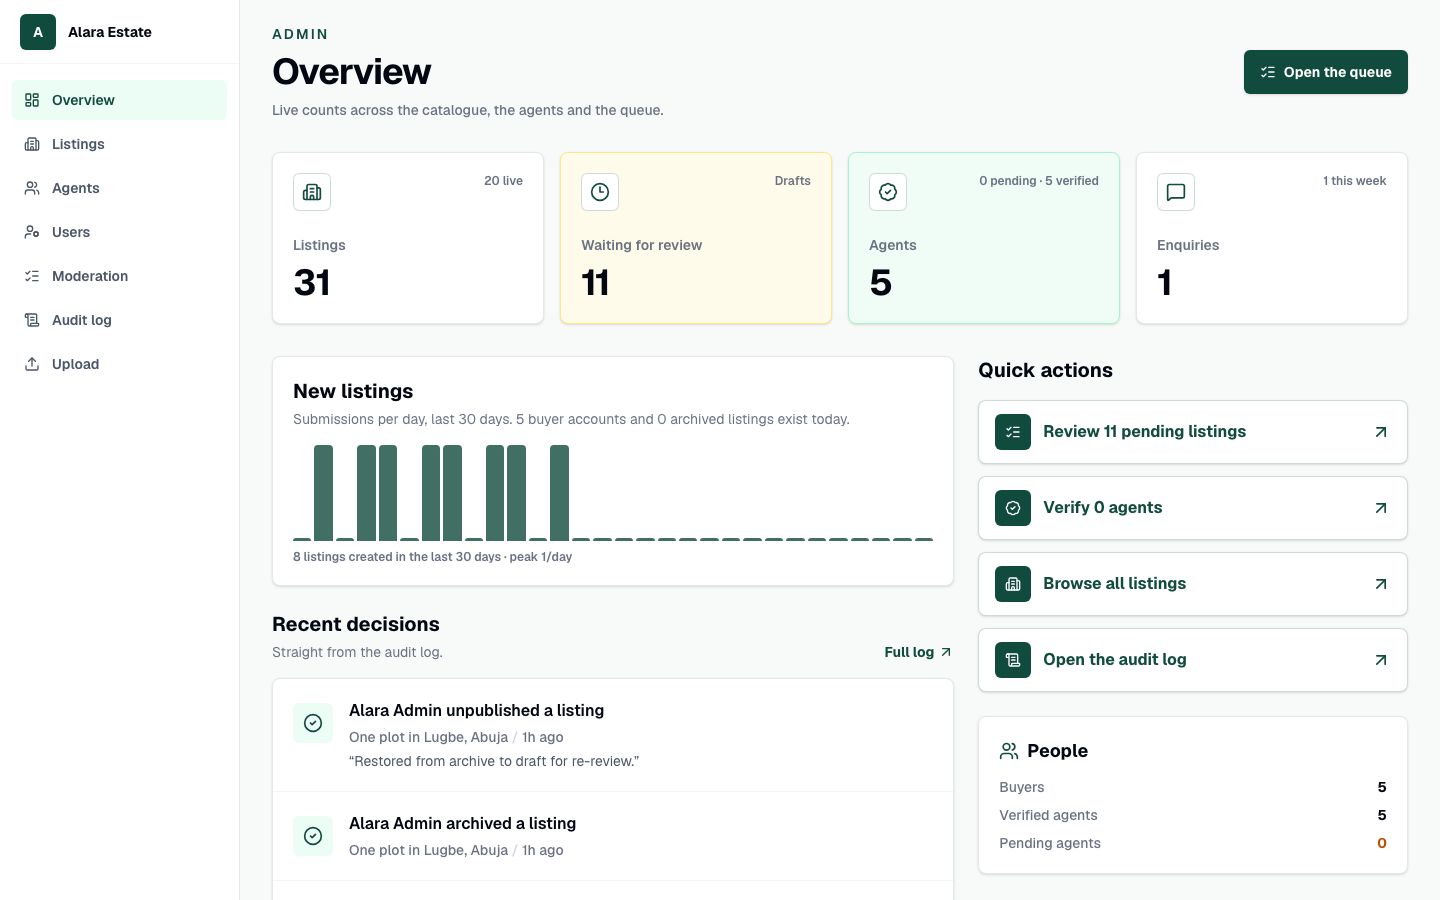 A
Alara Estate
Overview
Listings
Agents
Users
Moderation
Audit log
Upload
ADMIN
Overview
Live counts across the catalogue, the agents and the queue.
Open the queue
20 live
Listings
31
Drafts
Waiting for review
11
0 pending · 5 verified
Agents
5
1 this week
Enquiries
1
New listings
Submissions per day, last 30 days. 5 buyer accounts and 0 archived listings exist today.
8 listings created in the last 30 days · peak 1/day
Recent decisions
Straight from the audit log.
Full log
Alara Admin unpublished a listing
One plot in Lugbe, Abuja / 1h ago
“Restored from archive to draft for re-review.”
Alara Admin archived a listing
One plot in Lugbe, Abuja / 1h ago
Quick actions
Review 11 pending listings
Verify 0 agents
Browse all listings
Open the audit log
People
Buyers 5
Verified agents 5
Pending agents 0